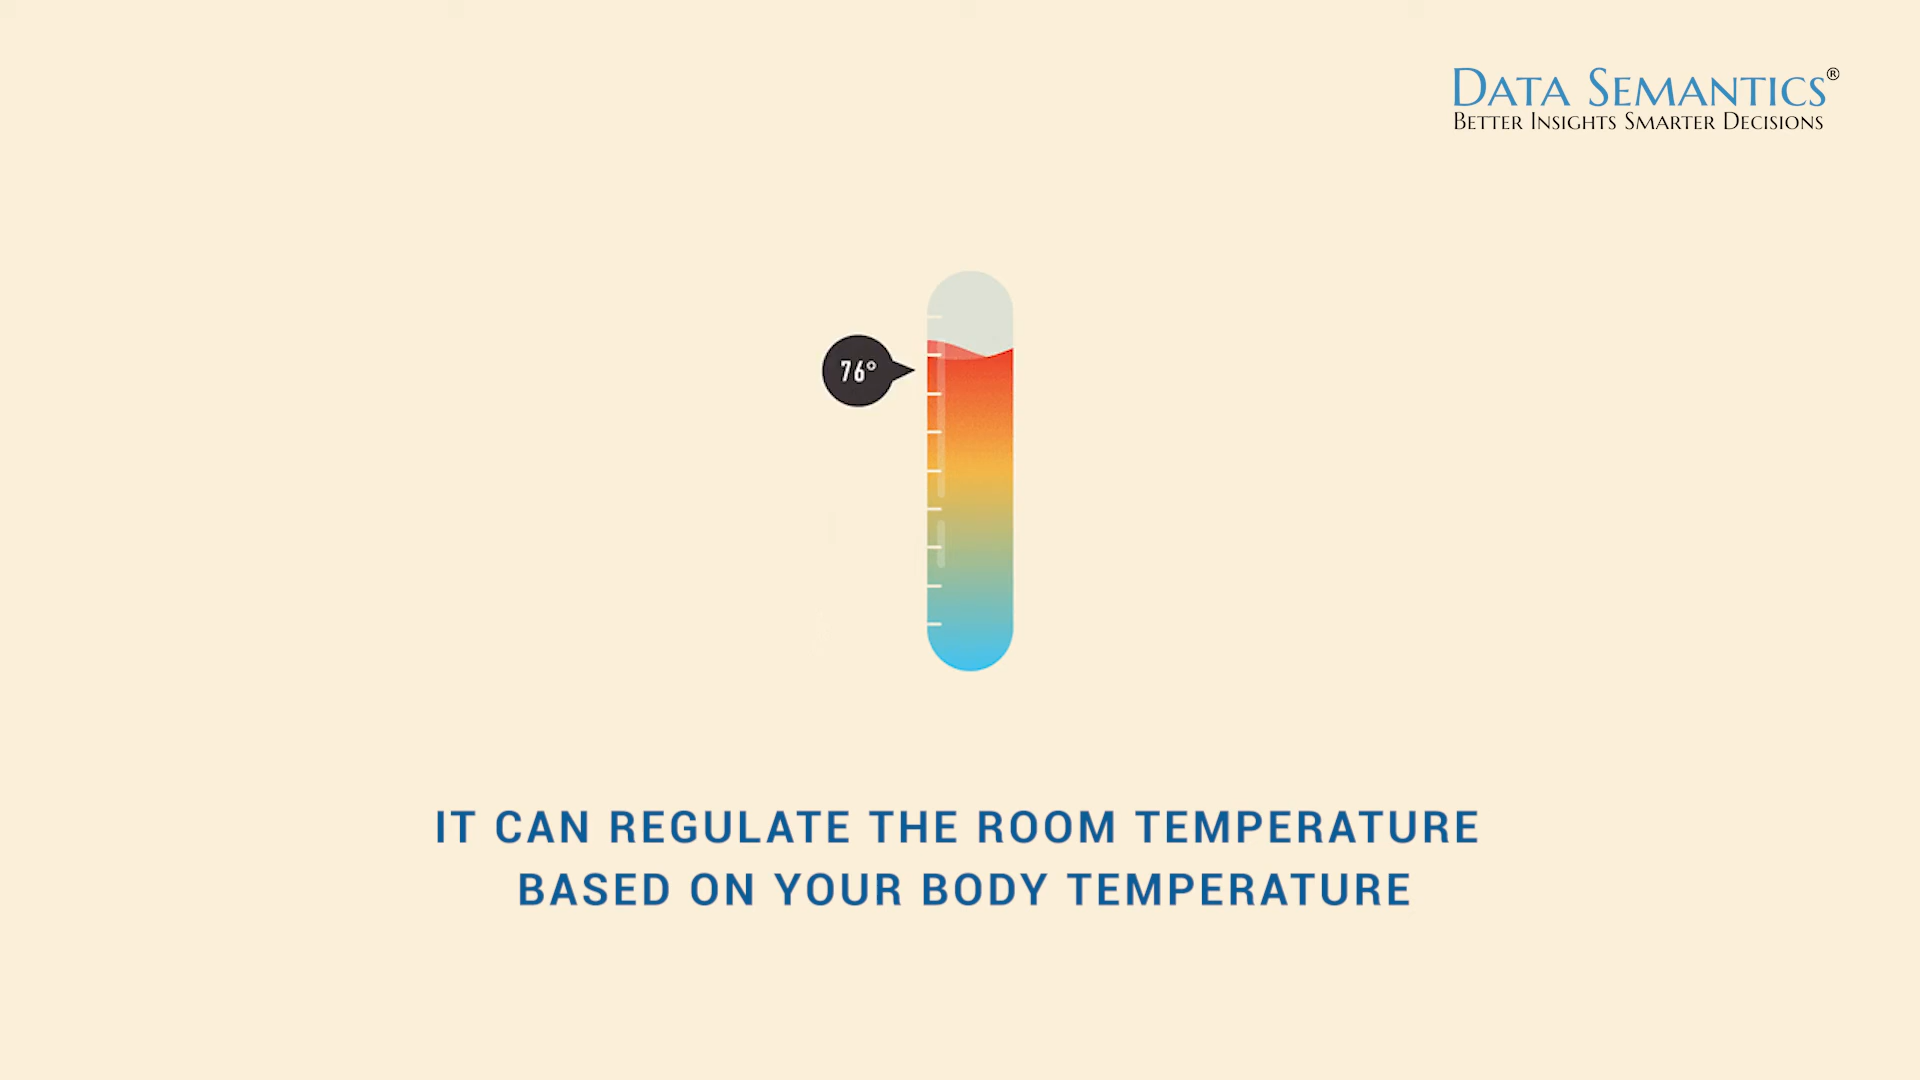 DATA SEMANTICS®
BETTER INSIGHTS SMARTER DECISIONS
76°
IT CAN REGULATE THE ROOM TEMPERATURE
BASED ON YOUR BODY TEMPERATURE